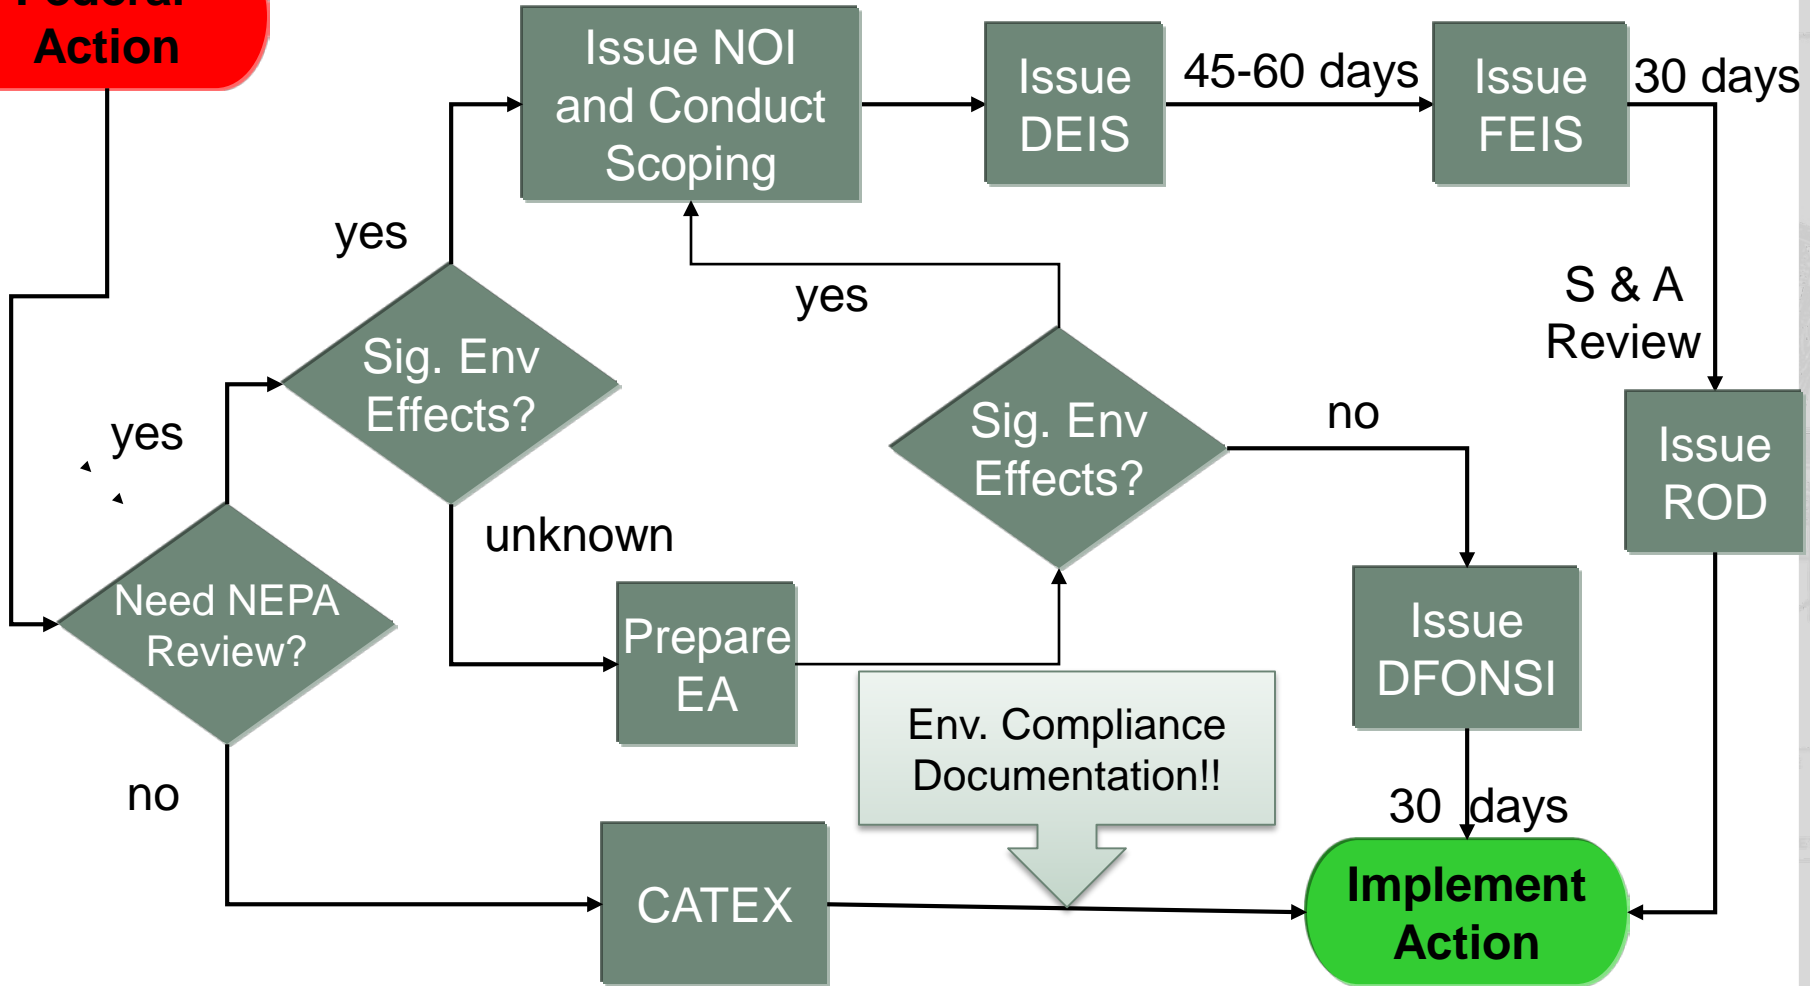 Federal
Action
Issue NOI
and Conduct
Scoping
Issue
DEIS
45-60 days
Issue
FEIS
30 days
yes
yes
S & A
Review
Sig. Env
Effects?
yes
Sig. Env
Effects?
no
Issue
ROD
unknown
Need NEPA
Review?
Prepare
EA
Issue
DFONSI
Env. Compliance
Documentation!!
no
30 days
CATEX
Implement
Action